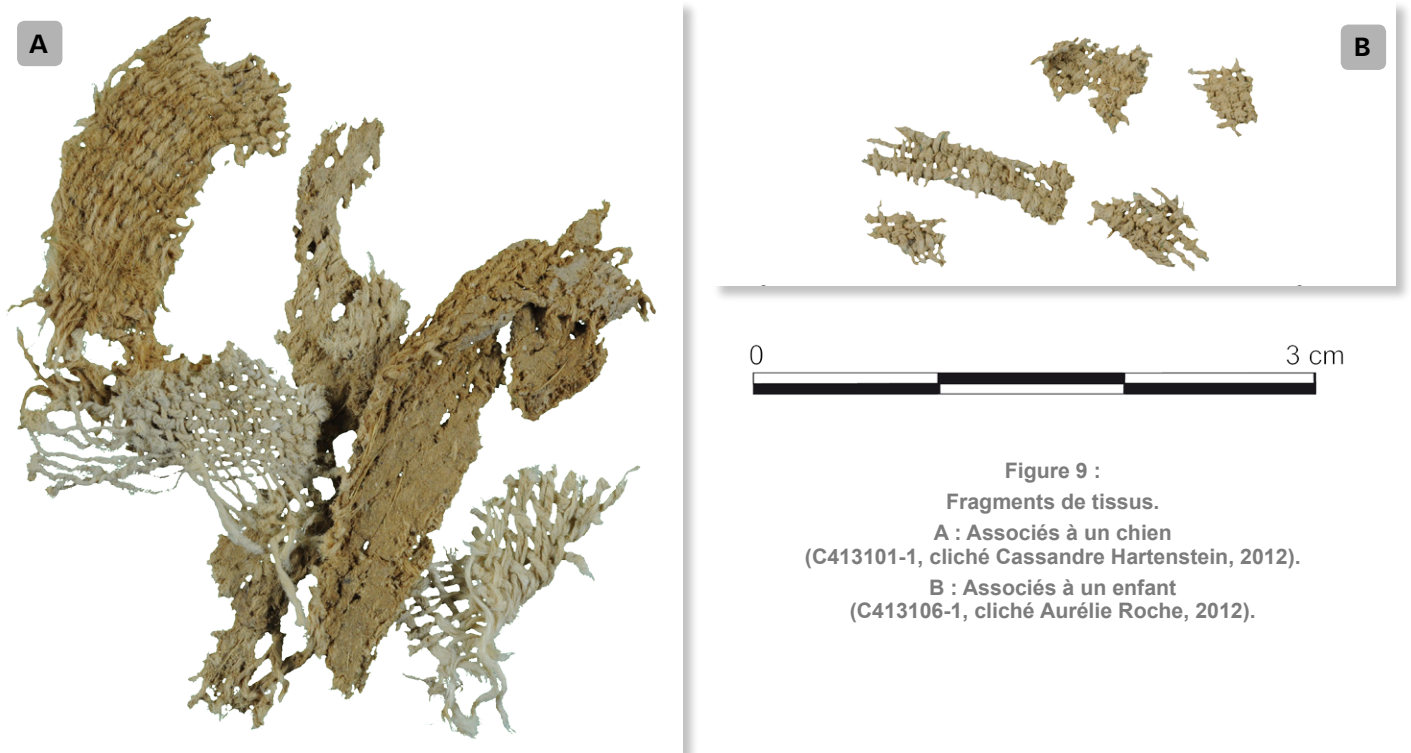 A
B
0 3 cm
Figure 9 :
Fragments de tissus.
A : Associés à un chien
(C413101-1, cliché Cassandre Hartenstein, 2012).
B : Associés à un enfant
(C413106-1, cliché Aurélie Roche, 2012).